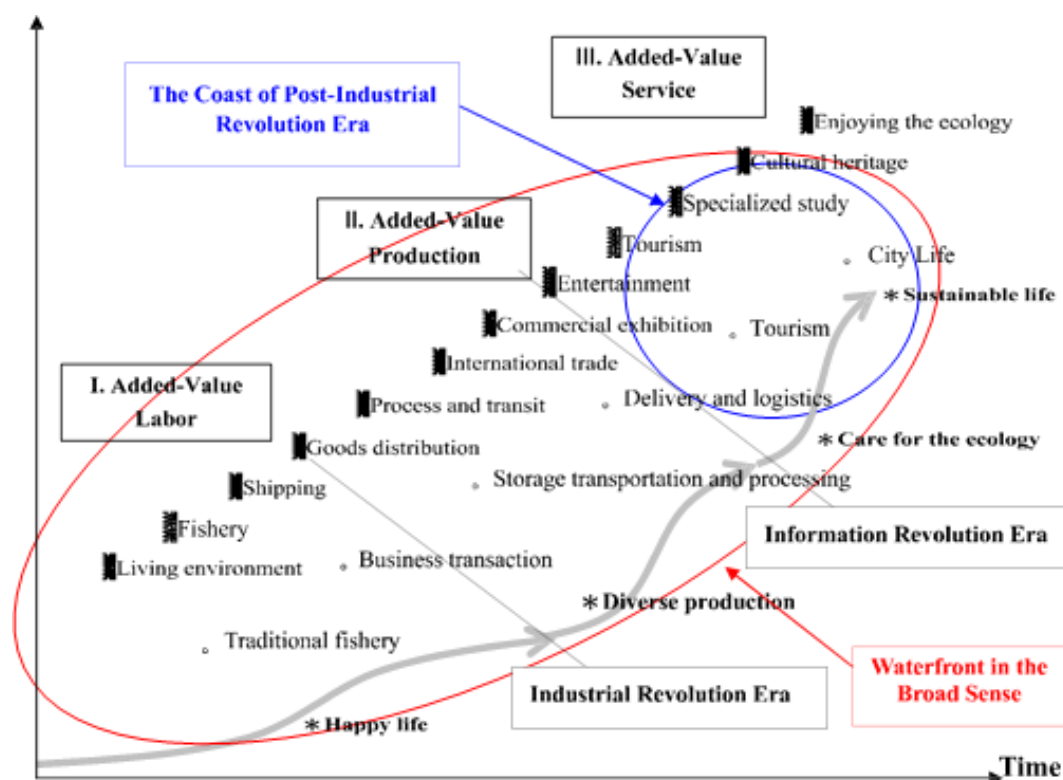 III. Added-Value
Service
The Coast of Post-Industrial
Revolution Era
Enjoying the ecology
Cultural heritage
Specialized study
II. Added-Value
Production
Tourism
City Life
Entertainment
* Sustainable life
Commercial exhibition
Tourism
International trade
I. Added-Value
Labor
Process and transit
Delivery and logistics
Goods distribution
* Care for the ecology
Storage transportation and processing
Shipping
Fishery
Information Revolution Era
Living environment
Business transaction
* Diverse production
Traditional fishery
Waterfront in the
Broad Sense
Industrial Revolution Era
* Happy life
Time